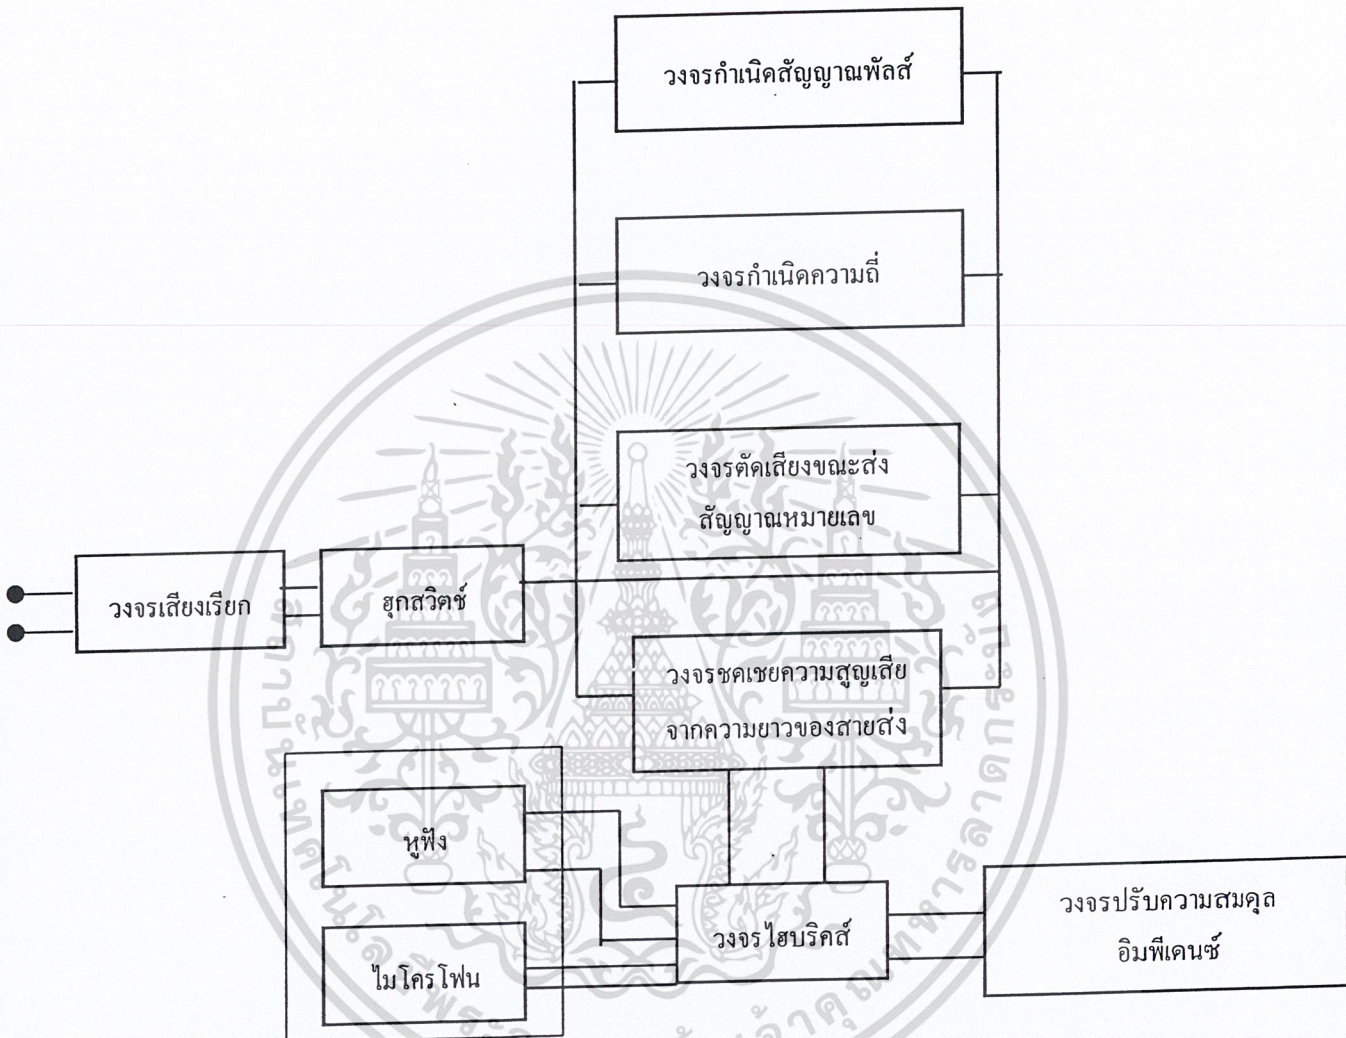 วงจรกำเนิดสัญญาณพัลส์
วงจรกำเนิดความถี่
วงจรตัดเสียงขณะส่ง
สัญญาณหมายเลข
วงจรเสียงเรียก
ฮุกสวิตช์
วงจรชดเชยความสูญเสีย
จากความยาวของสายส่ง
หูฟัง
ไมโครโฟน
วงจรไฮบริดส์
วงจรปรับความสมดุล
อิมพีแดนซ์